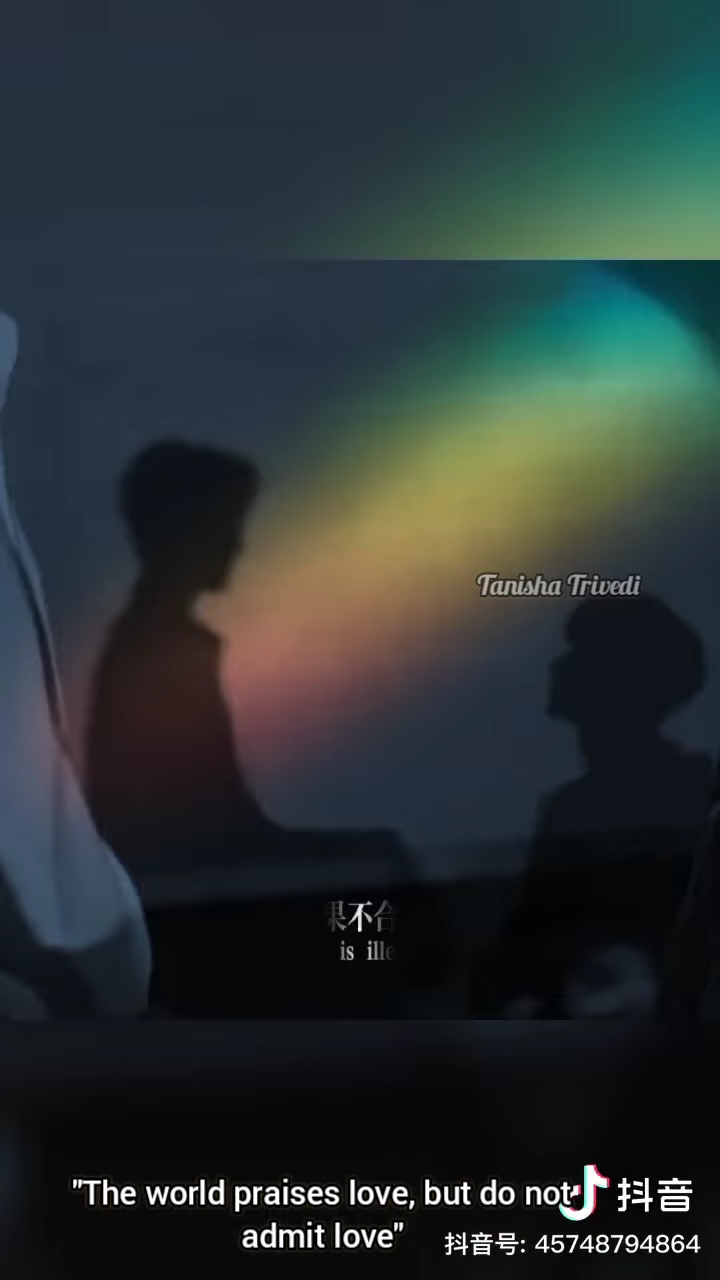 Tanisha Trivedi
果不合
is ille
"The world praises love, but do not
admit love"
抖音
抖音号: 45748794864